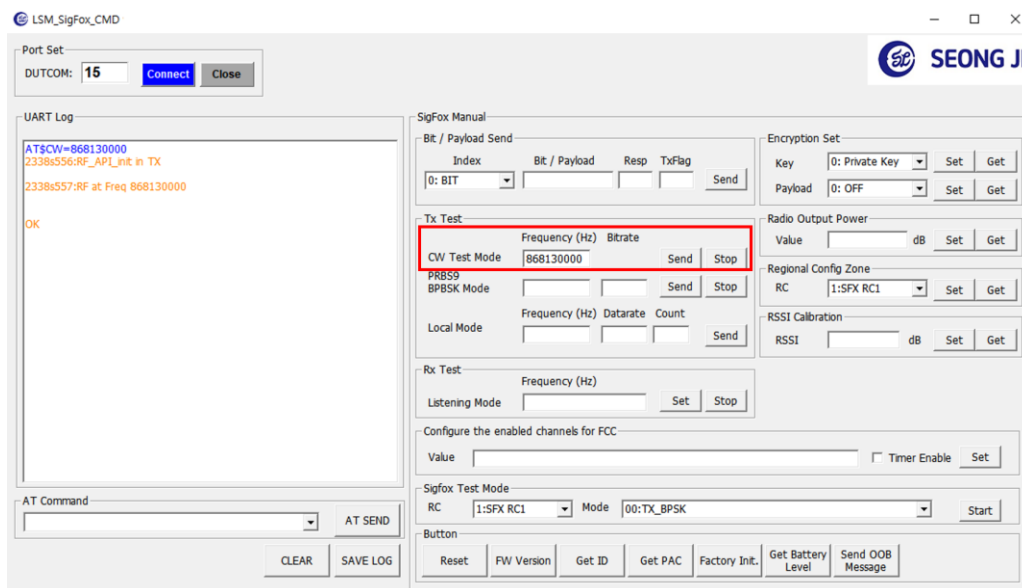 LSM_SigFox_CMD
Port Set
DUTCOM: 15 Connect Close
SEONG JI
UART Log
AT$CW=868130000
2338s556:RF_API_init in TX
2338s557:RF at Freq 868130000
OK
AT Command
AT SEND
CLEAR SAVE LOG
SigFox Manual
Bit / Payload Send
Index Bit / Payload Resp TxFlag
0: BIT Send
Tx Test
Frequency (Hz) Bitrate
CW Test Mode 868130000 Send Stop
PRBS9
BPBSK Mode Send Stop
Frequency (Hz) Datarate Count
Local Mode Send
Rx Test
Frequency (Hz)
Listening Mode Set Stop
Encryption Set
Key 0: Private Key Set Get
Payload 0: OFF Set Get
Radio Output Power
Value dB Set Get
Regional Config Zone
RC 1:SFX RC1 Set Get
RSSI Calibration
RSSI dB Set Get
Configure the enabled channels for FCC
Value Timer Enable Set
Sigfox Test Mode
RC 1:SFX RC1 Mode 00:TX_BPSK Start
Button
Reset FW Version Get ID Get PAC Factory Init. Get Battery Level Send OOB Message